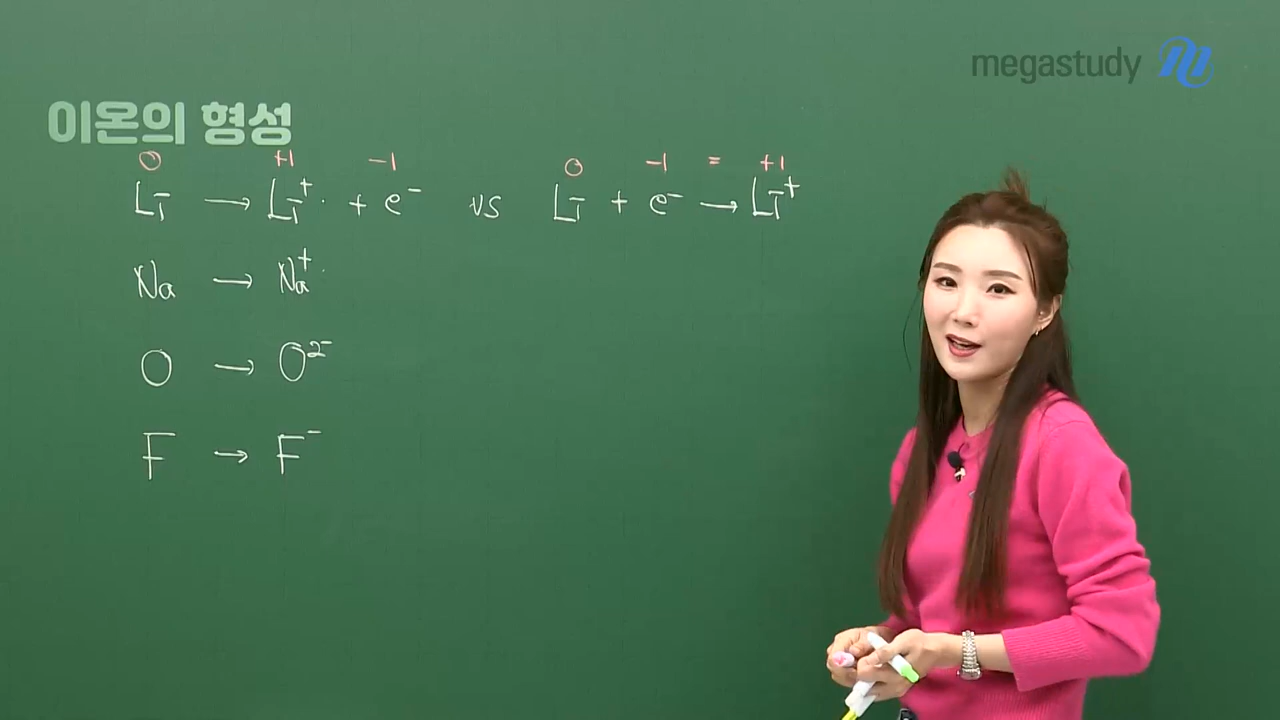 megastudy
이온의 형성
0 +1 -1 0 -1 = +1
Li → Li⁺ + e⁻ vs Li + e⁻ → Li⁺
Na → Na⁺
O → O²⁻
F → F⁻